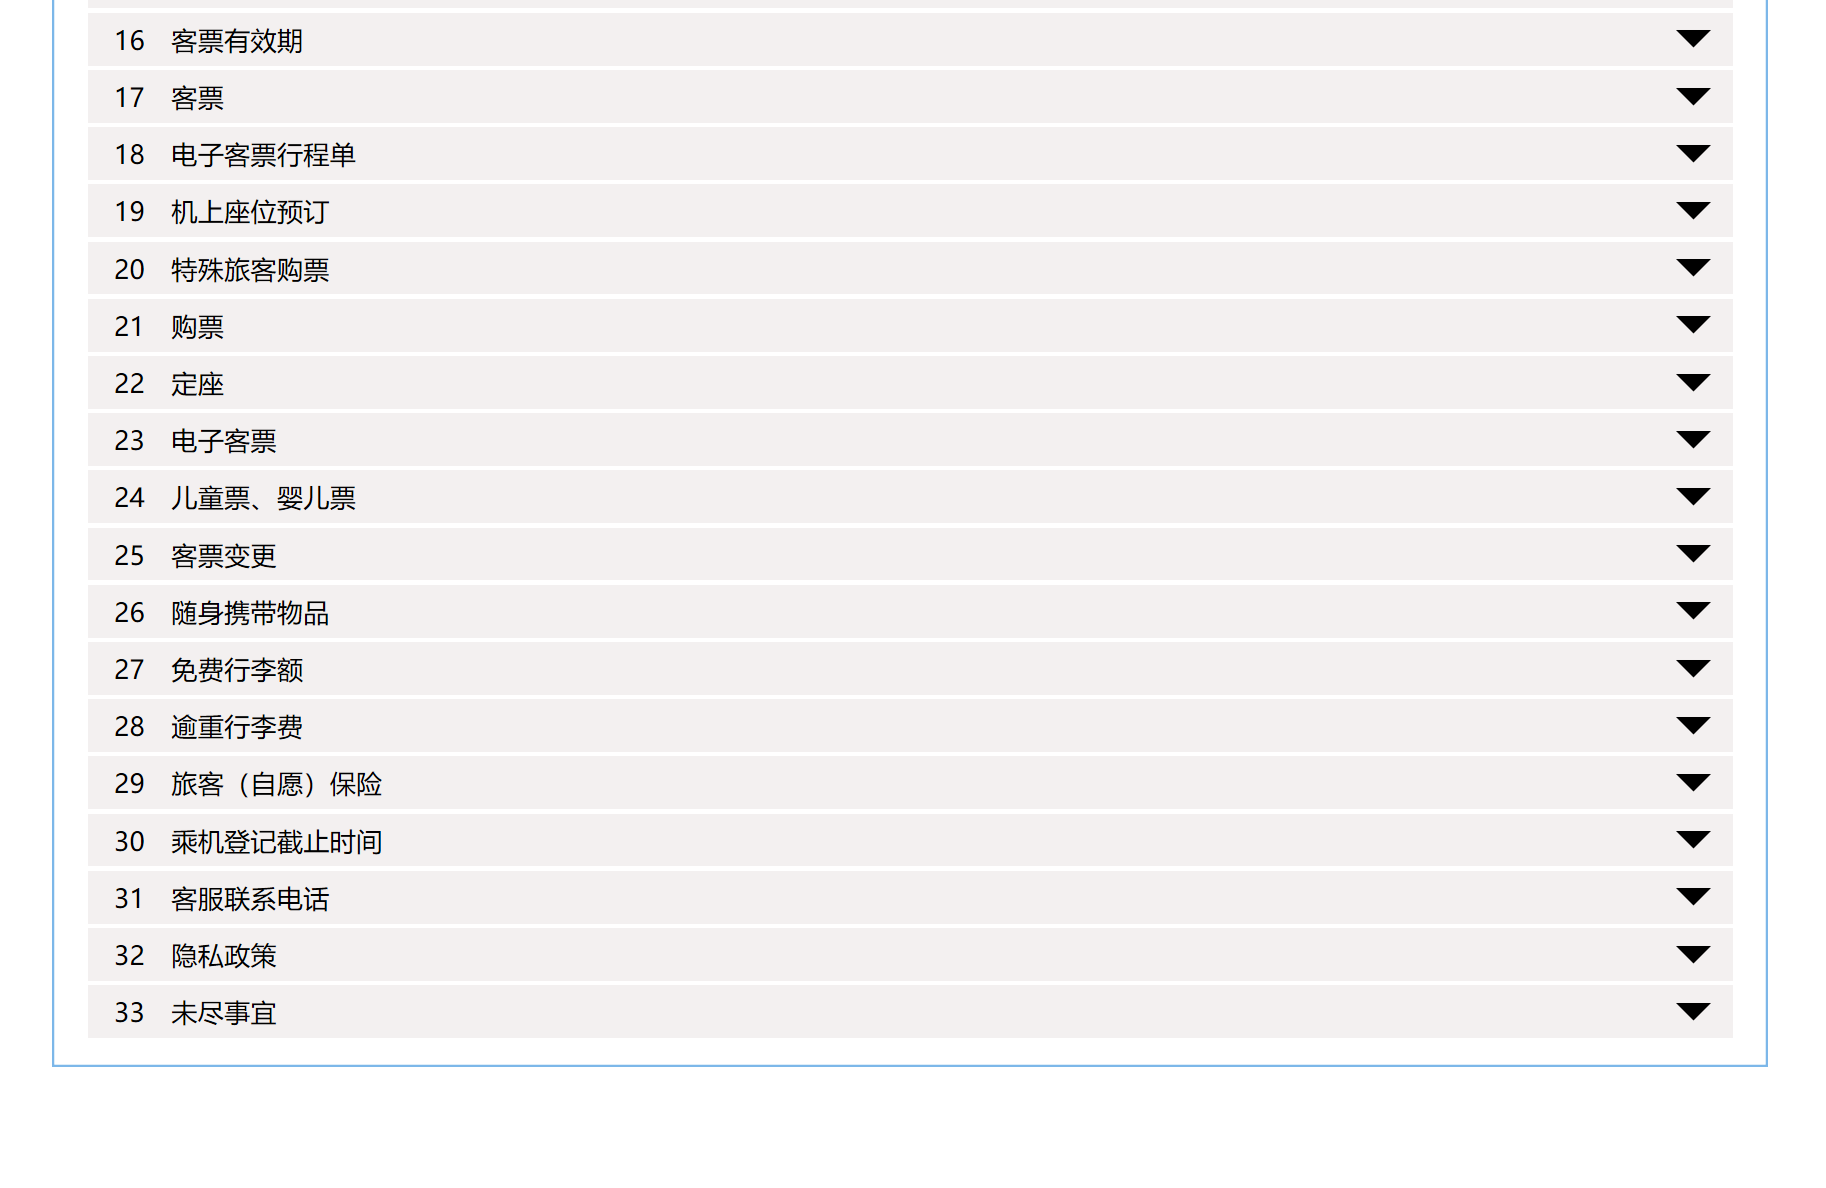 16 客票有效期
17 客票
18 电子客票行程单
19 机上座位预订
20 特殊旅客购票
21 购票
22 定座
23 电子客票
24 儿童票、婴儿票
25 客票变更
26 随身携带物品
27 免费行李额
28 逾重行李费
29 旅客（自愿）保险
30 乘机登记截止时间
31 客服联系电话
32 隐私政策
33 未尽事宜